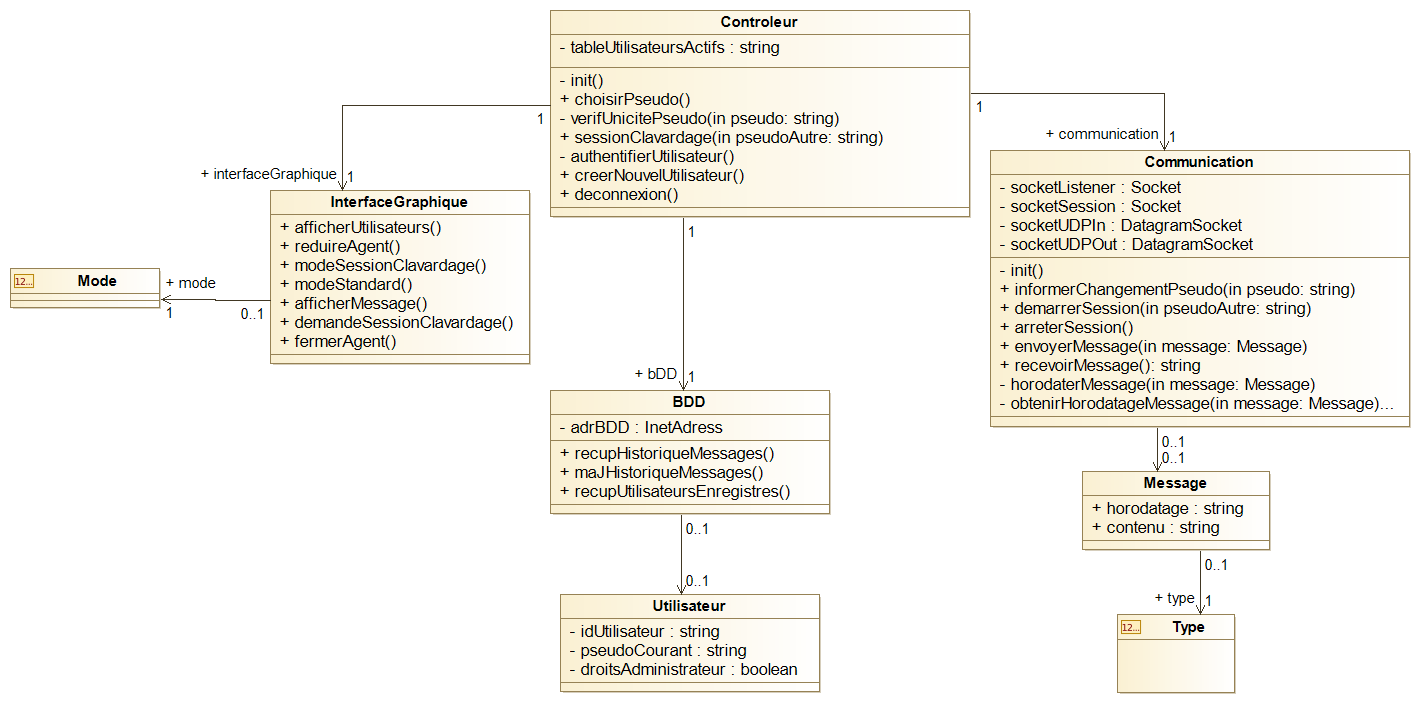 Controleur
- tableUtilisateursActifs : string
- init()
+ choisirPseudo()
- verifUnicitePseudo(in pseudo: string)
+ sessionClavardage(in pseudoAutre: string)
- authentifierUtilisateur()
+ creerNouvelUtilisateur()
+ deconnexion()
1
+ interfaceGraphique
1
1
+ communication
1
InterfaceGraphique
+ afficherUtilisateurs()
+ reduireAgent()
+ modeSessionClavardage()
+ modeStandard()
+ afficherMessage()
+ demandeSessionClavardage()
+ fermerAgent()
12...
Mode
+ mode
1
0..1
1
+ bDD
1
BDD
- adrBDD : InetAdress
+ recupHistoriqueMessages()
+ maJHistoriqueMessages()
+ recupUtilisateursEnregistres()
0..1
0..1
Utilisateur
- idUtilisateur : string
- pseudoCourant : string
- droitsAdministrateur : boolean
Communication
- socketListener : Socket
- socketSession : Socket
- socketUDPIn : DatagramSocket
- socketUDPOut : DatagramSocket
- init()
+ informerChangementPseudo(in pseudo: string)
+ demarrerSession(in pseudoAutre: string)
+ arreterSession()
+ envoyerMessage(in message: Message)
+ recevoirMessage(): string
- horodaterMessage(in message: Message)
- obtenirHorodatageMessage(in message: Message)...
0..1
0..1
Message
+ horodatage : string
+ contenu : string
0..1
+ type
1
12...
Type